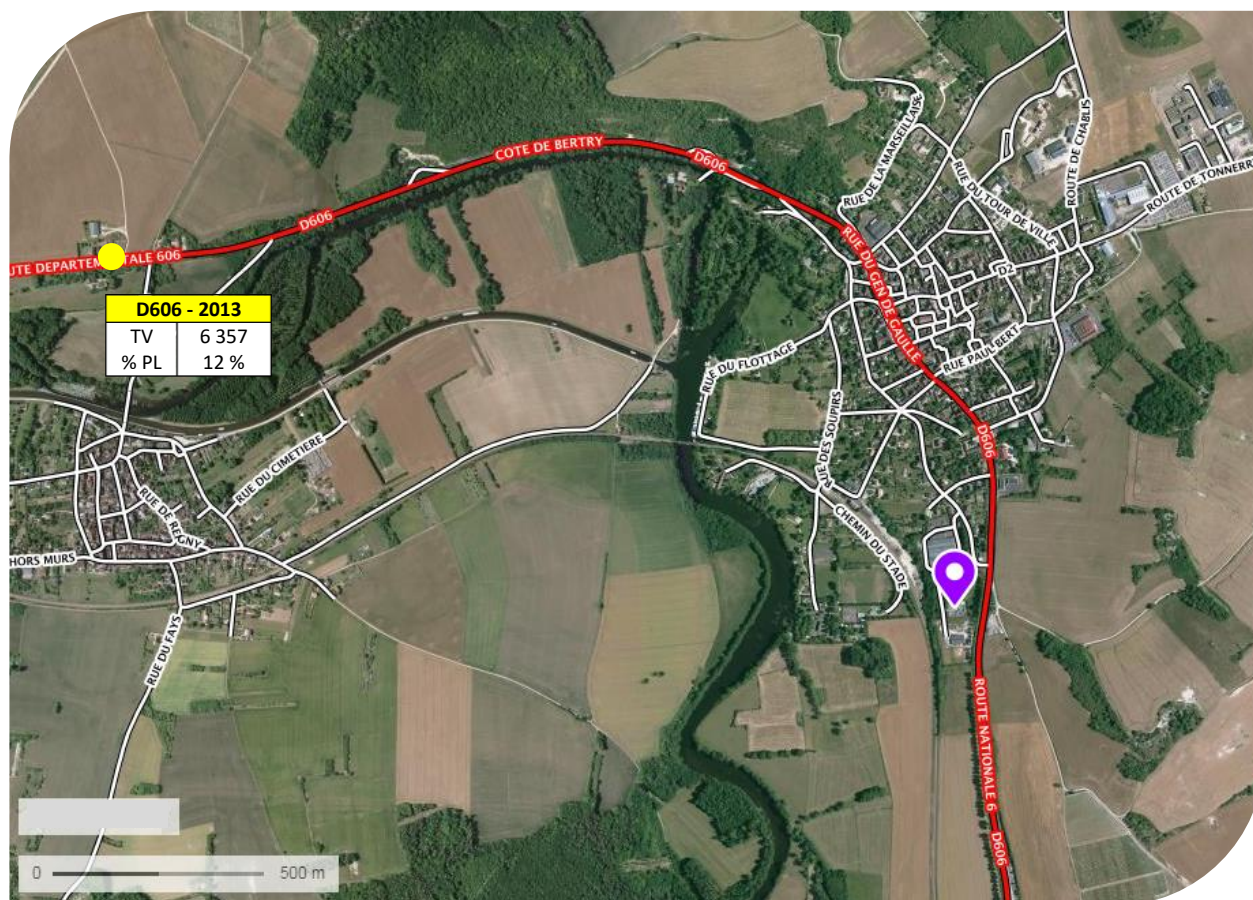 RUE DE LA MARSEILLAISE
ROUTE DE CHABLIS
COTE DE BERTRY
D606
RUE DU TOUR DE VILLE
ROUTE DE TONNERR
D606
UTE DEPARTEMENTALE 606
RUE DU GEN DE GAULLE
D2
D606 - 2013
TV 6 357
% PL 12 %
RUE DU FLOTTAGE
RUE PAUL BERT
RUE DES SOUPIRS
D606
RUE DU CIMETIERE
RUE DE REGNY
CHEMIN DU STADE
HORS MURS
RUE DU FAYS
ROUTE NATIONALE 6
D606
0 500 m